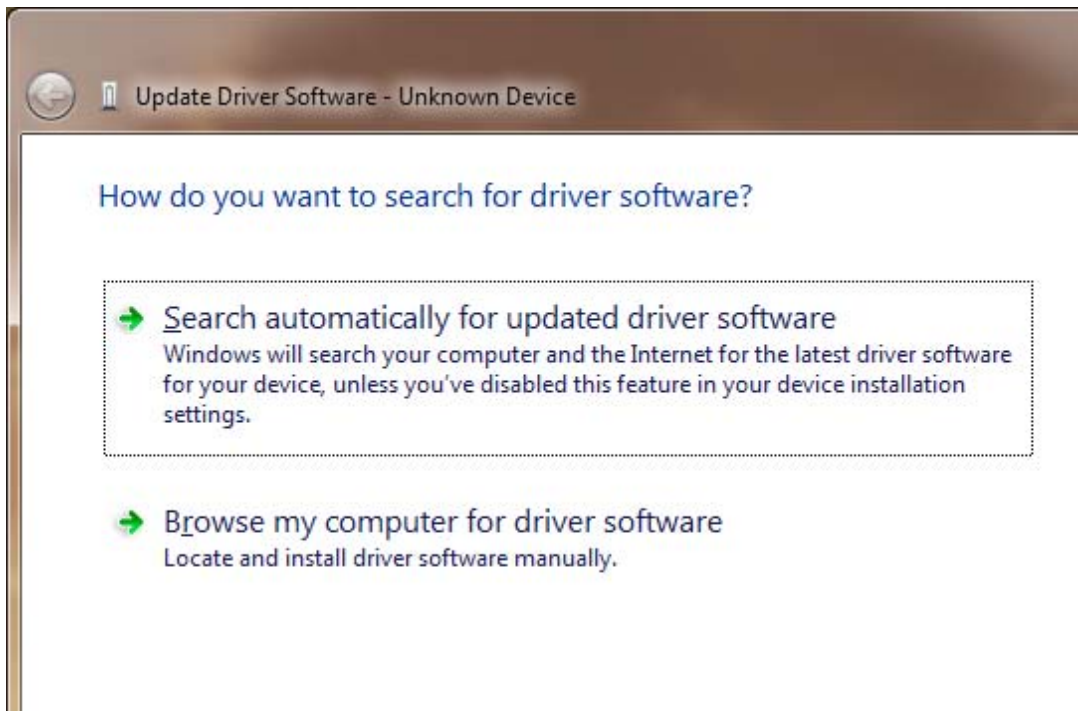 Update Driver Software - Unknown Device
How do you want to search for driver software?
Search automatically for updated driver software
Windows will search your computer and the Internet for the latest driver software
for your device, unless you've disabled this feature in your device installation
settings.
Browse my computer for driver software
Locate and install driver software manually.